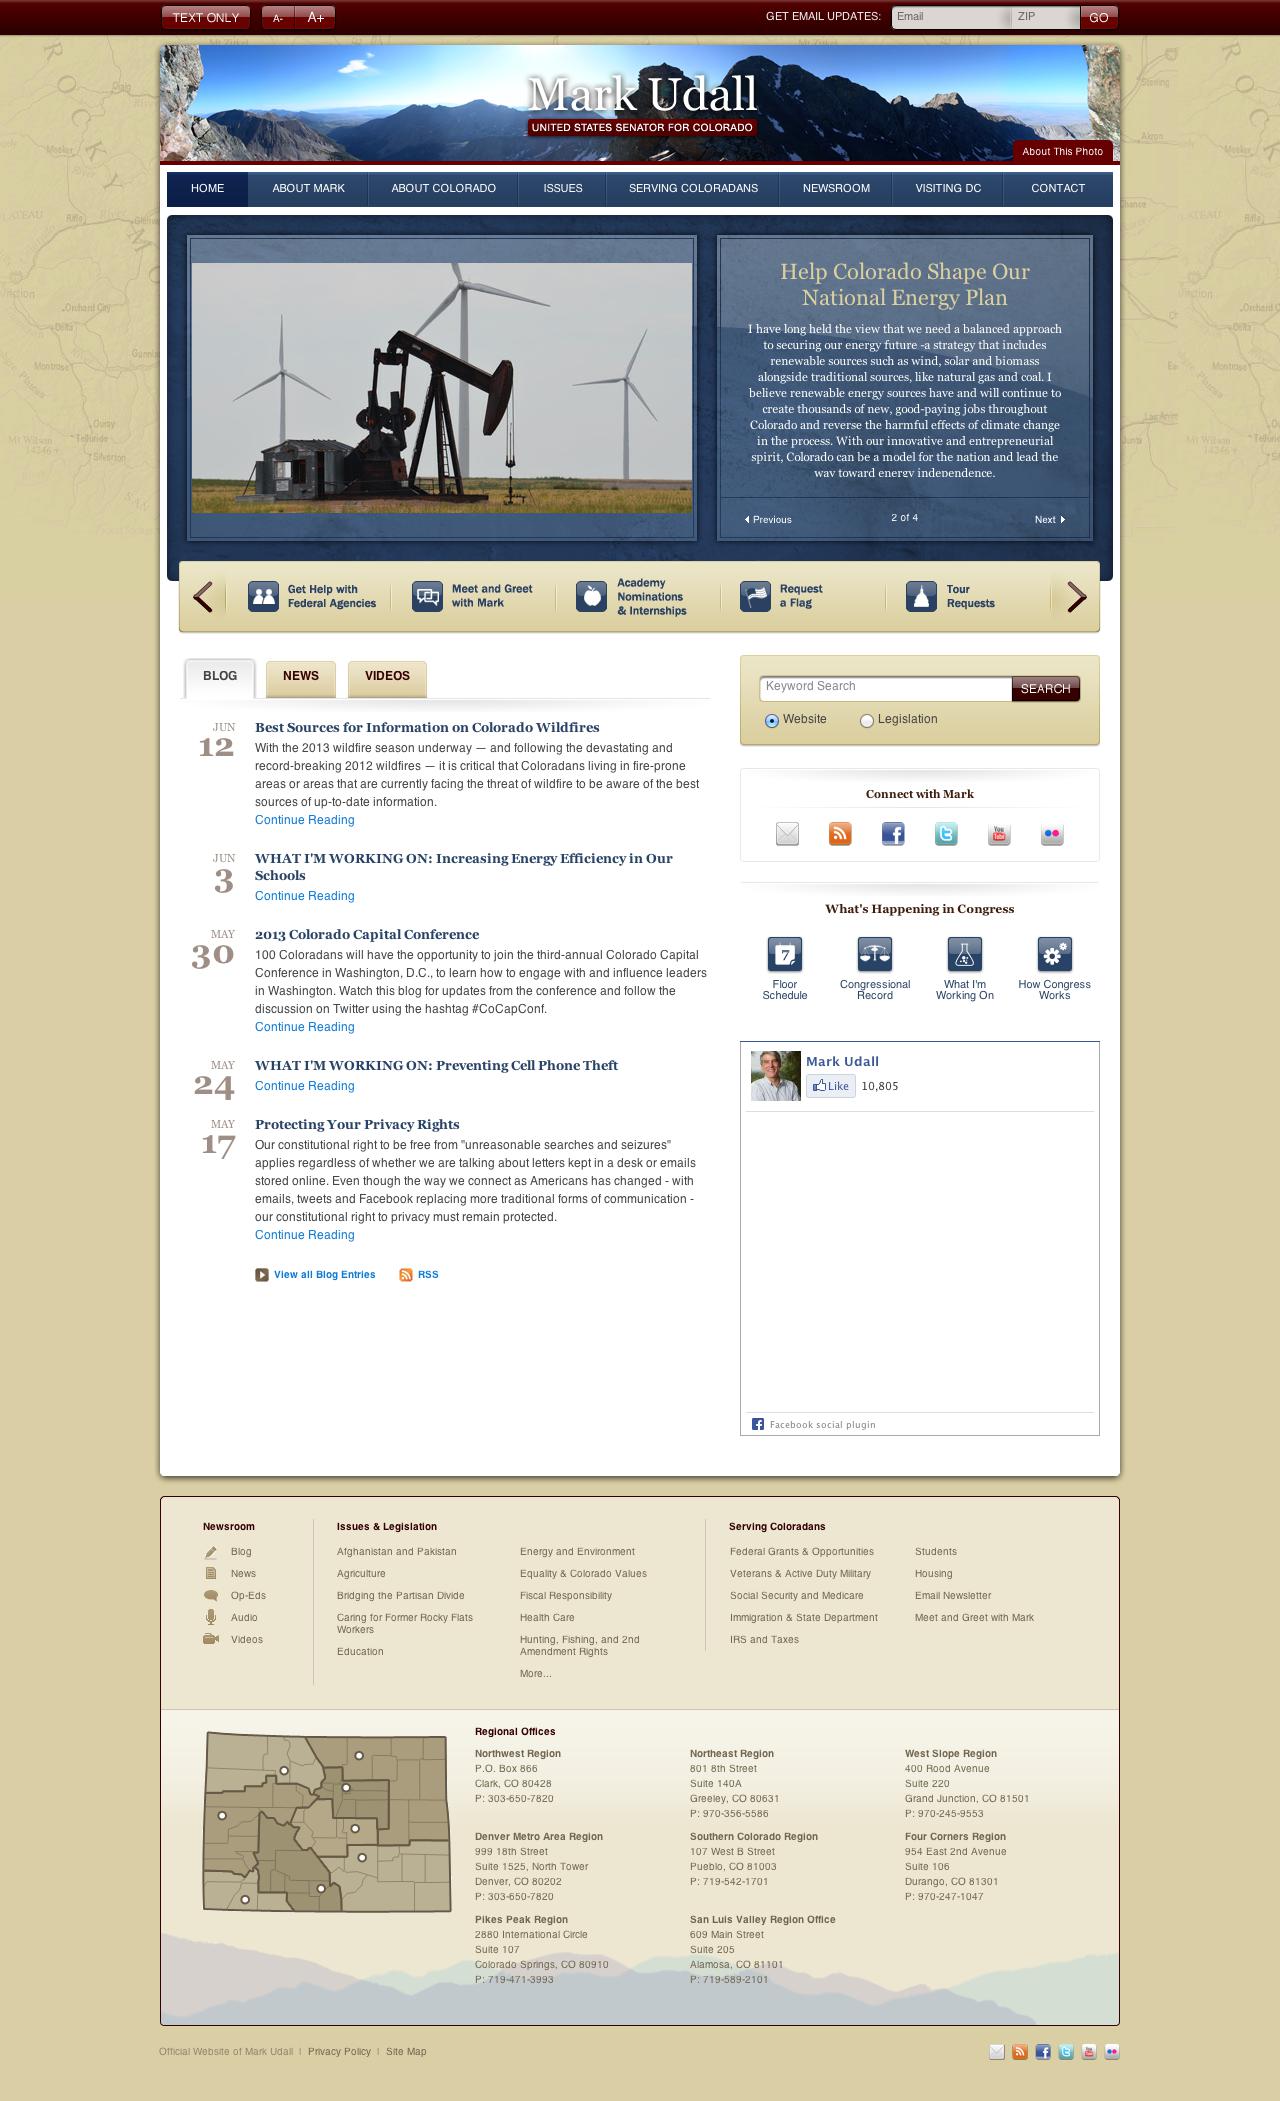 TEXT ONLY
A-
A+
GET EMAIL UPDATES:
Email
ZIP
GO
Mark Udall
UNITED STATES SENATOR FOR COLORADO
About This Photo
HOME
ABOUT MARK
ABOUT COLORADO
ISSUES
SERVING COLORADANS
NEWSROOM
VISITING DC
CONTACT
Help Colorado Shape Our
National Energy Plan
I have long held the view that we need a balanced approach
to securing our energy future -a strategy that includes
renewable sources such as wind, solar and biomass
alongside traditional sources, like natural gas and coal. I
believe renewable energy sources have and will continue to
create thousands of new, good-paying jobs throughout
Colorado and reverse the harmful effects of climate change
in the process. With our innovative and entrepreneurial
spirit, Colorado can be a model for the nation and lead the
way toward energy independence.
Previous
2 of 4
Next
Get Help with
Federal Agencies
Meet and Greet
with Mark
Academy
Nominations
& Internships
Request
a Flag
Tour
Requests
BLOG
NEWS
VIDEOS
JUN
12
Best Sources for Information on Colorado Wildfires
With the 2013 wildfire season underway — and following the devastating and
record-breaking 2012 wildfires — it is critical that Coloradans living in fire-prone
areas or areas that are currently facing the threat of wildfire to be aware of the best
sources of up-to-date information.
Continue Reading
JUN
3
WHAT I'M WORKING ON: Increasing Energy Efficiency in Our
Schools
Continue Reading
MAY
30
2013 Colorado Capital Conference
100 Coloradans will have the opportunity to join the third-annual Colorado Capital
Conference in Washington, D.C., to learn how to engage with and influence leaders
in Washington. Watch this blog for updates from the conference and follow the
discussion on Twitter using the hashtag #CoCapConf.
Continue Reading
MAY
24
WHAT I'M WORKING ON: Preventing Cell Phone Theft
Continue Reading
MAY
17
Protecting Your Privacy Rights
Our constitutional right to be free from "unreasonable searches and seizures"
applies regardless of whether we are talking about letters kept in a desk or emails
stored online. Even though the way we connect as Americans has changed - with
emails, tweets and Facebook replacing more traditional forms of communication -
our constitutional right to privacy must remain protected.
Continue Reading
View all Blog Entries
RSS
Keyword Search
SEARCH
Website
Legislation
Connect with Mark
You
Tube
What's Happening in Congress
7
Floor
Schedule
Congressional
Record
What I'm
Working On
How Congress
Works
Mark Udall
Like
10,805
Facebook social plugin
Newsroom
Blog
News
Op-Eds
Audio
Videos
Issues & Legislation
Afghanistan and Pakistan
Agriculture
Bridging the Partisan Divide
Caring for Former Rocky Flats
Workers
Education
Energy and Environment
Equality & Colorado Values
Fiscal Responsibility
Health Care
Hunting, Fishing, and 2nd
Amendment Rights
More...
Serving Coloradans
Federal Grants & Opportunities
Veterans & Active Duty Military
Social Security and Medicare
Immigration & State Department
IRS and Taxes
Students
Housing
Email Newsletter
Meet and Greet with Mark
Regional Offices
Northwest Region
P.O. Box 866
Clark, CO 80428
P: 303-650-7820
Northeast Region
801 8th Street
Suite 140A
Greeley, CO 80631
P: 970-356-5586
West Slope Region
400 Rood Avenue
Suite 220
Grand Junction, CO 81501
P: 970-245-9553
Denver Metro Area Region
999 18th Street
Suite 1525, North Tower
Denver, CO 80202
P: 303-650-7820
Southern Colorado Region
107 West B Street
Pueblo, CO 81003
P: 719-542-1701
Four Corners Region
954 East 2nd Avenue
Suite 106
Durango, CO 81301
P: 970-247-1047
Pikes Peak Region
2880 International Circle
Suite 107
Colorado Springs, CO 80910
P: 719-471-3993
San Luis Valley Region Office
609 Main Street
Suite 205
Alamosa, CO 81101
P: 719-589-2101
Official Website of Mark Udall | Privacy Policy | Site Map